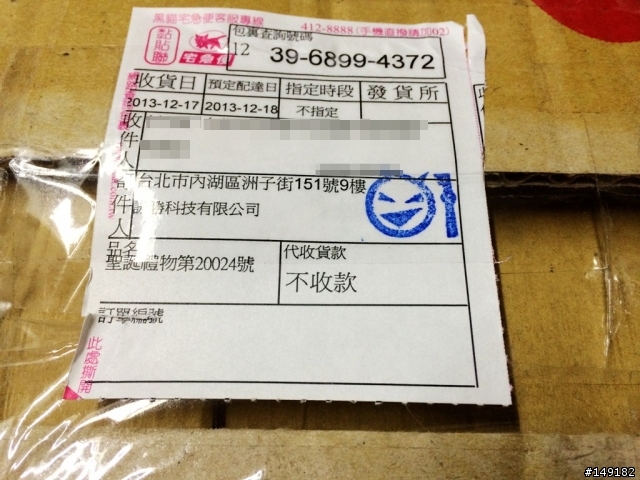 黑貓宅急便客服專線 412-8888 (手機直撥請加02)
黏貼聯
宅急便
包裹查詢號碼
12 39-6899-4372
收貨日 預定配達日 指定時段 發貨所
2013-12-17 2013-12-18 不指定
收件人
台北市內湖區洲子街151號9樓
件人 科技有限公司
品名 代收貨款
聖誕禮物第20024號 不收款
訂單編號
此處撕開
#149182